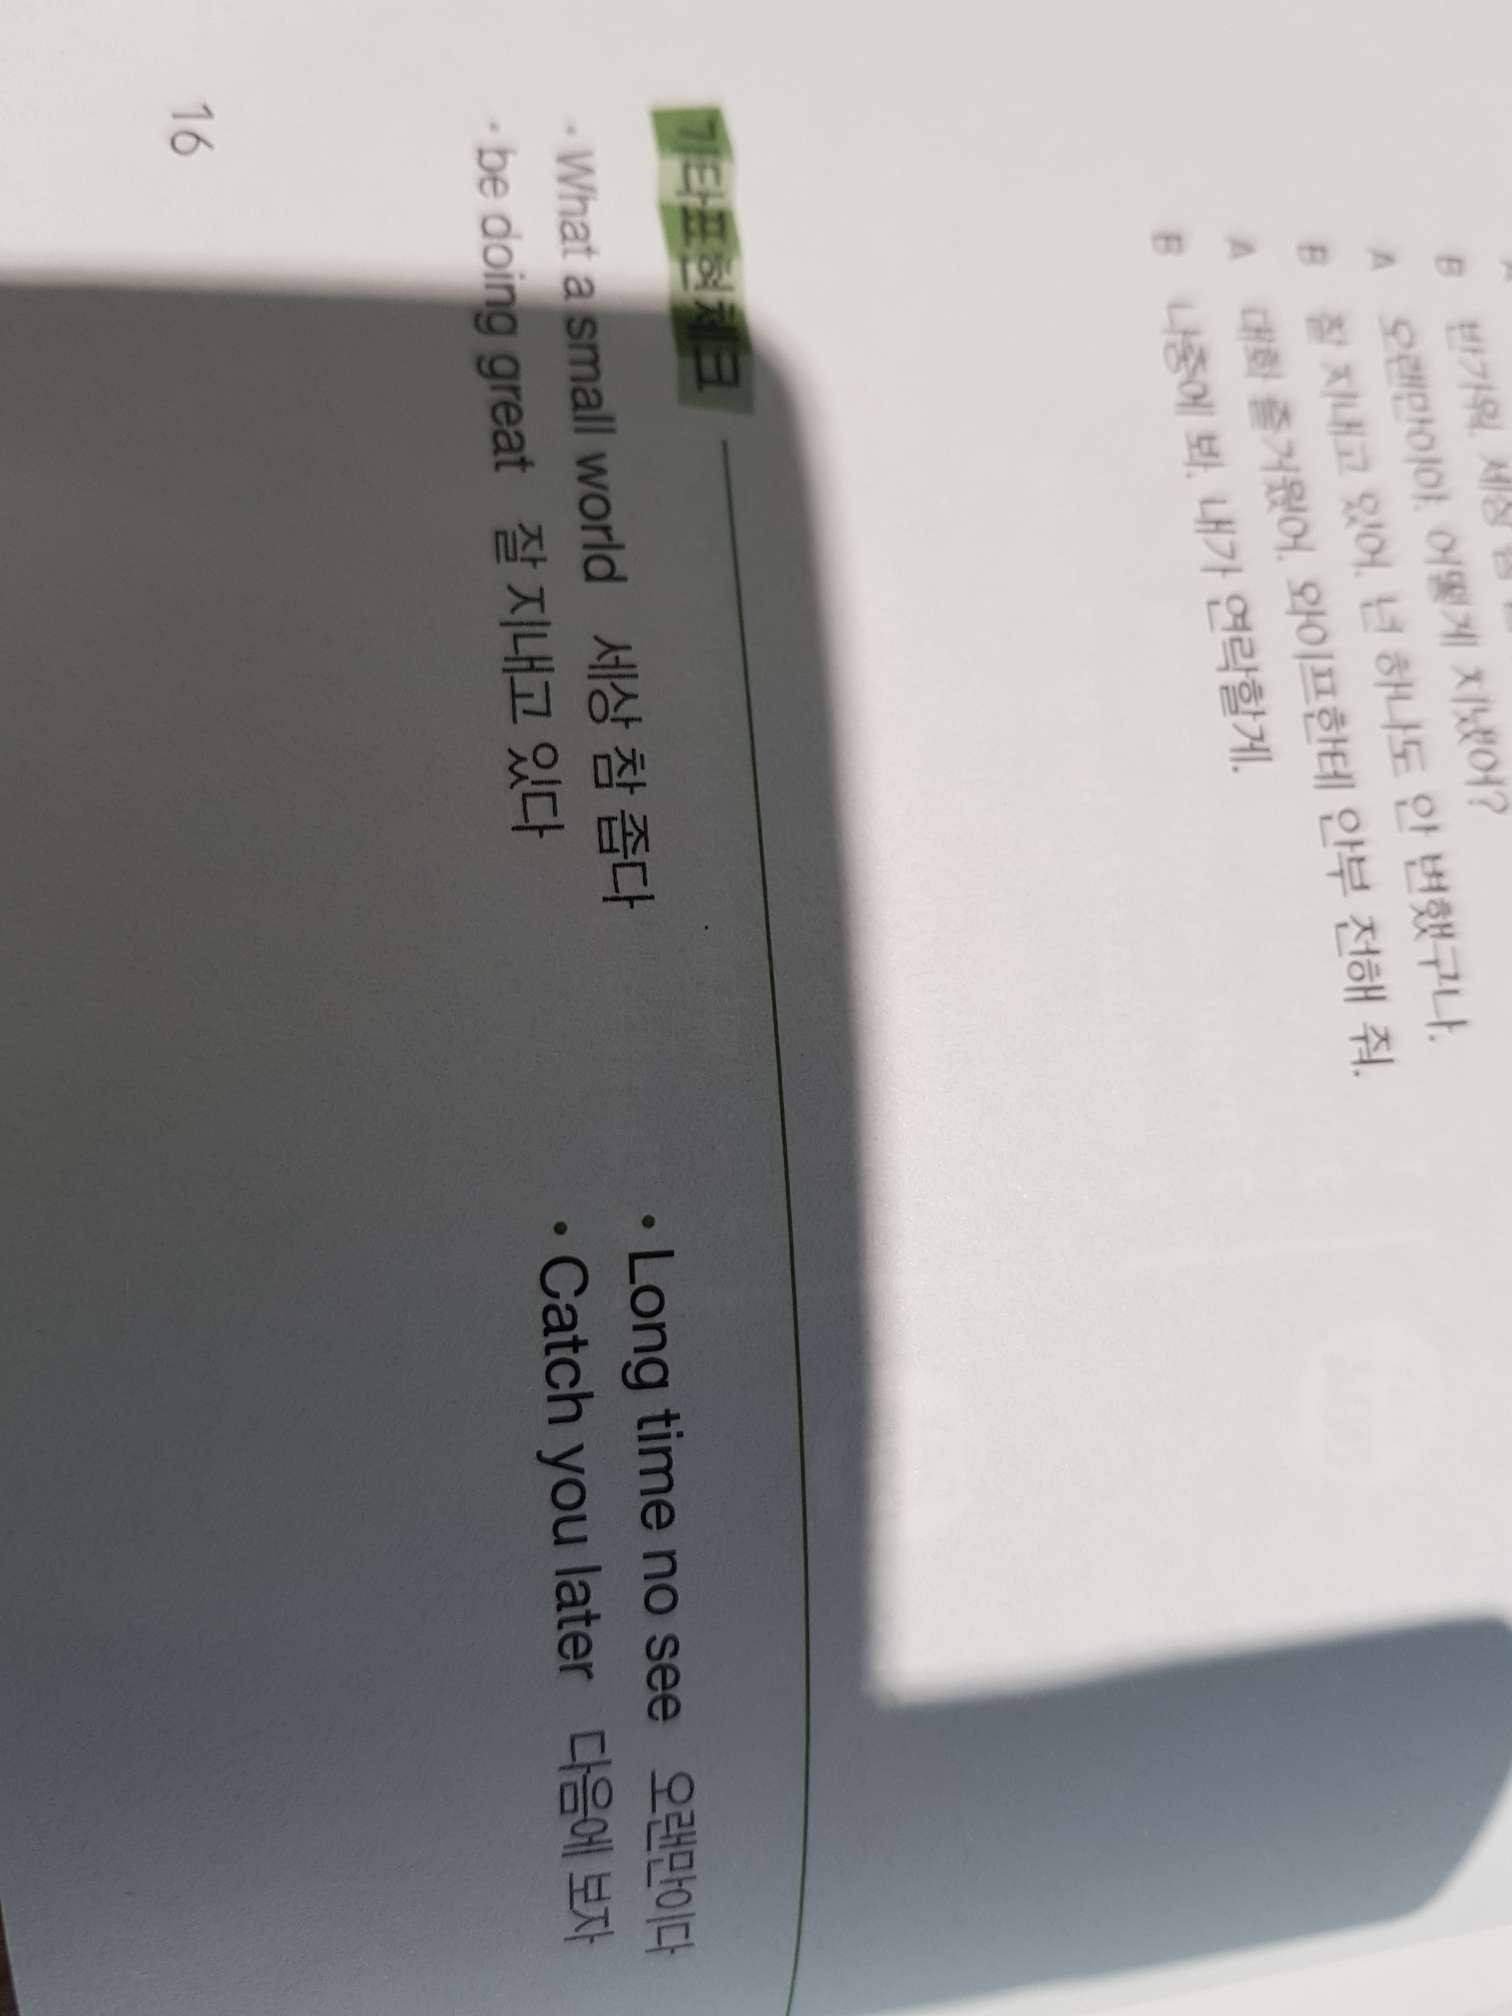 B 반가워. 세상
A 오랜만이야. 어떻게 지냈어?
B 잘 지내고 있어. 넌 하나도 안 변했구나.
A 대화 즐거웠어. 와이프한테 안부 전해 줘.
B 나중에 봐. 내가 연락할게.
기타표현체크
· What a small world 세상 참 좁다
· Long time no see 오랜만이다
· be doing great 잘 지내고 있다
· Catch you later 다음에 보자
16